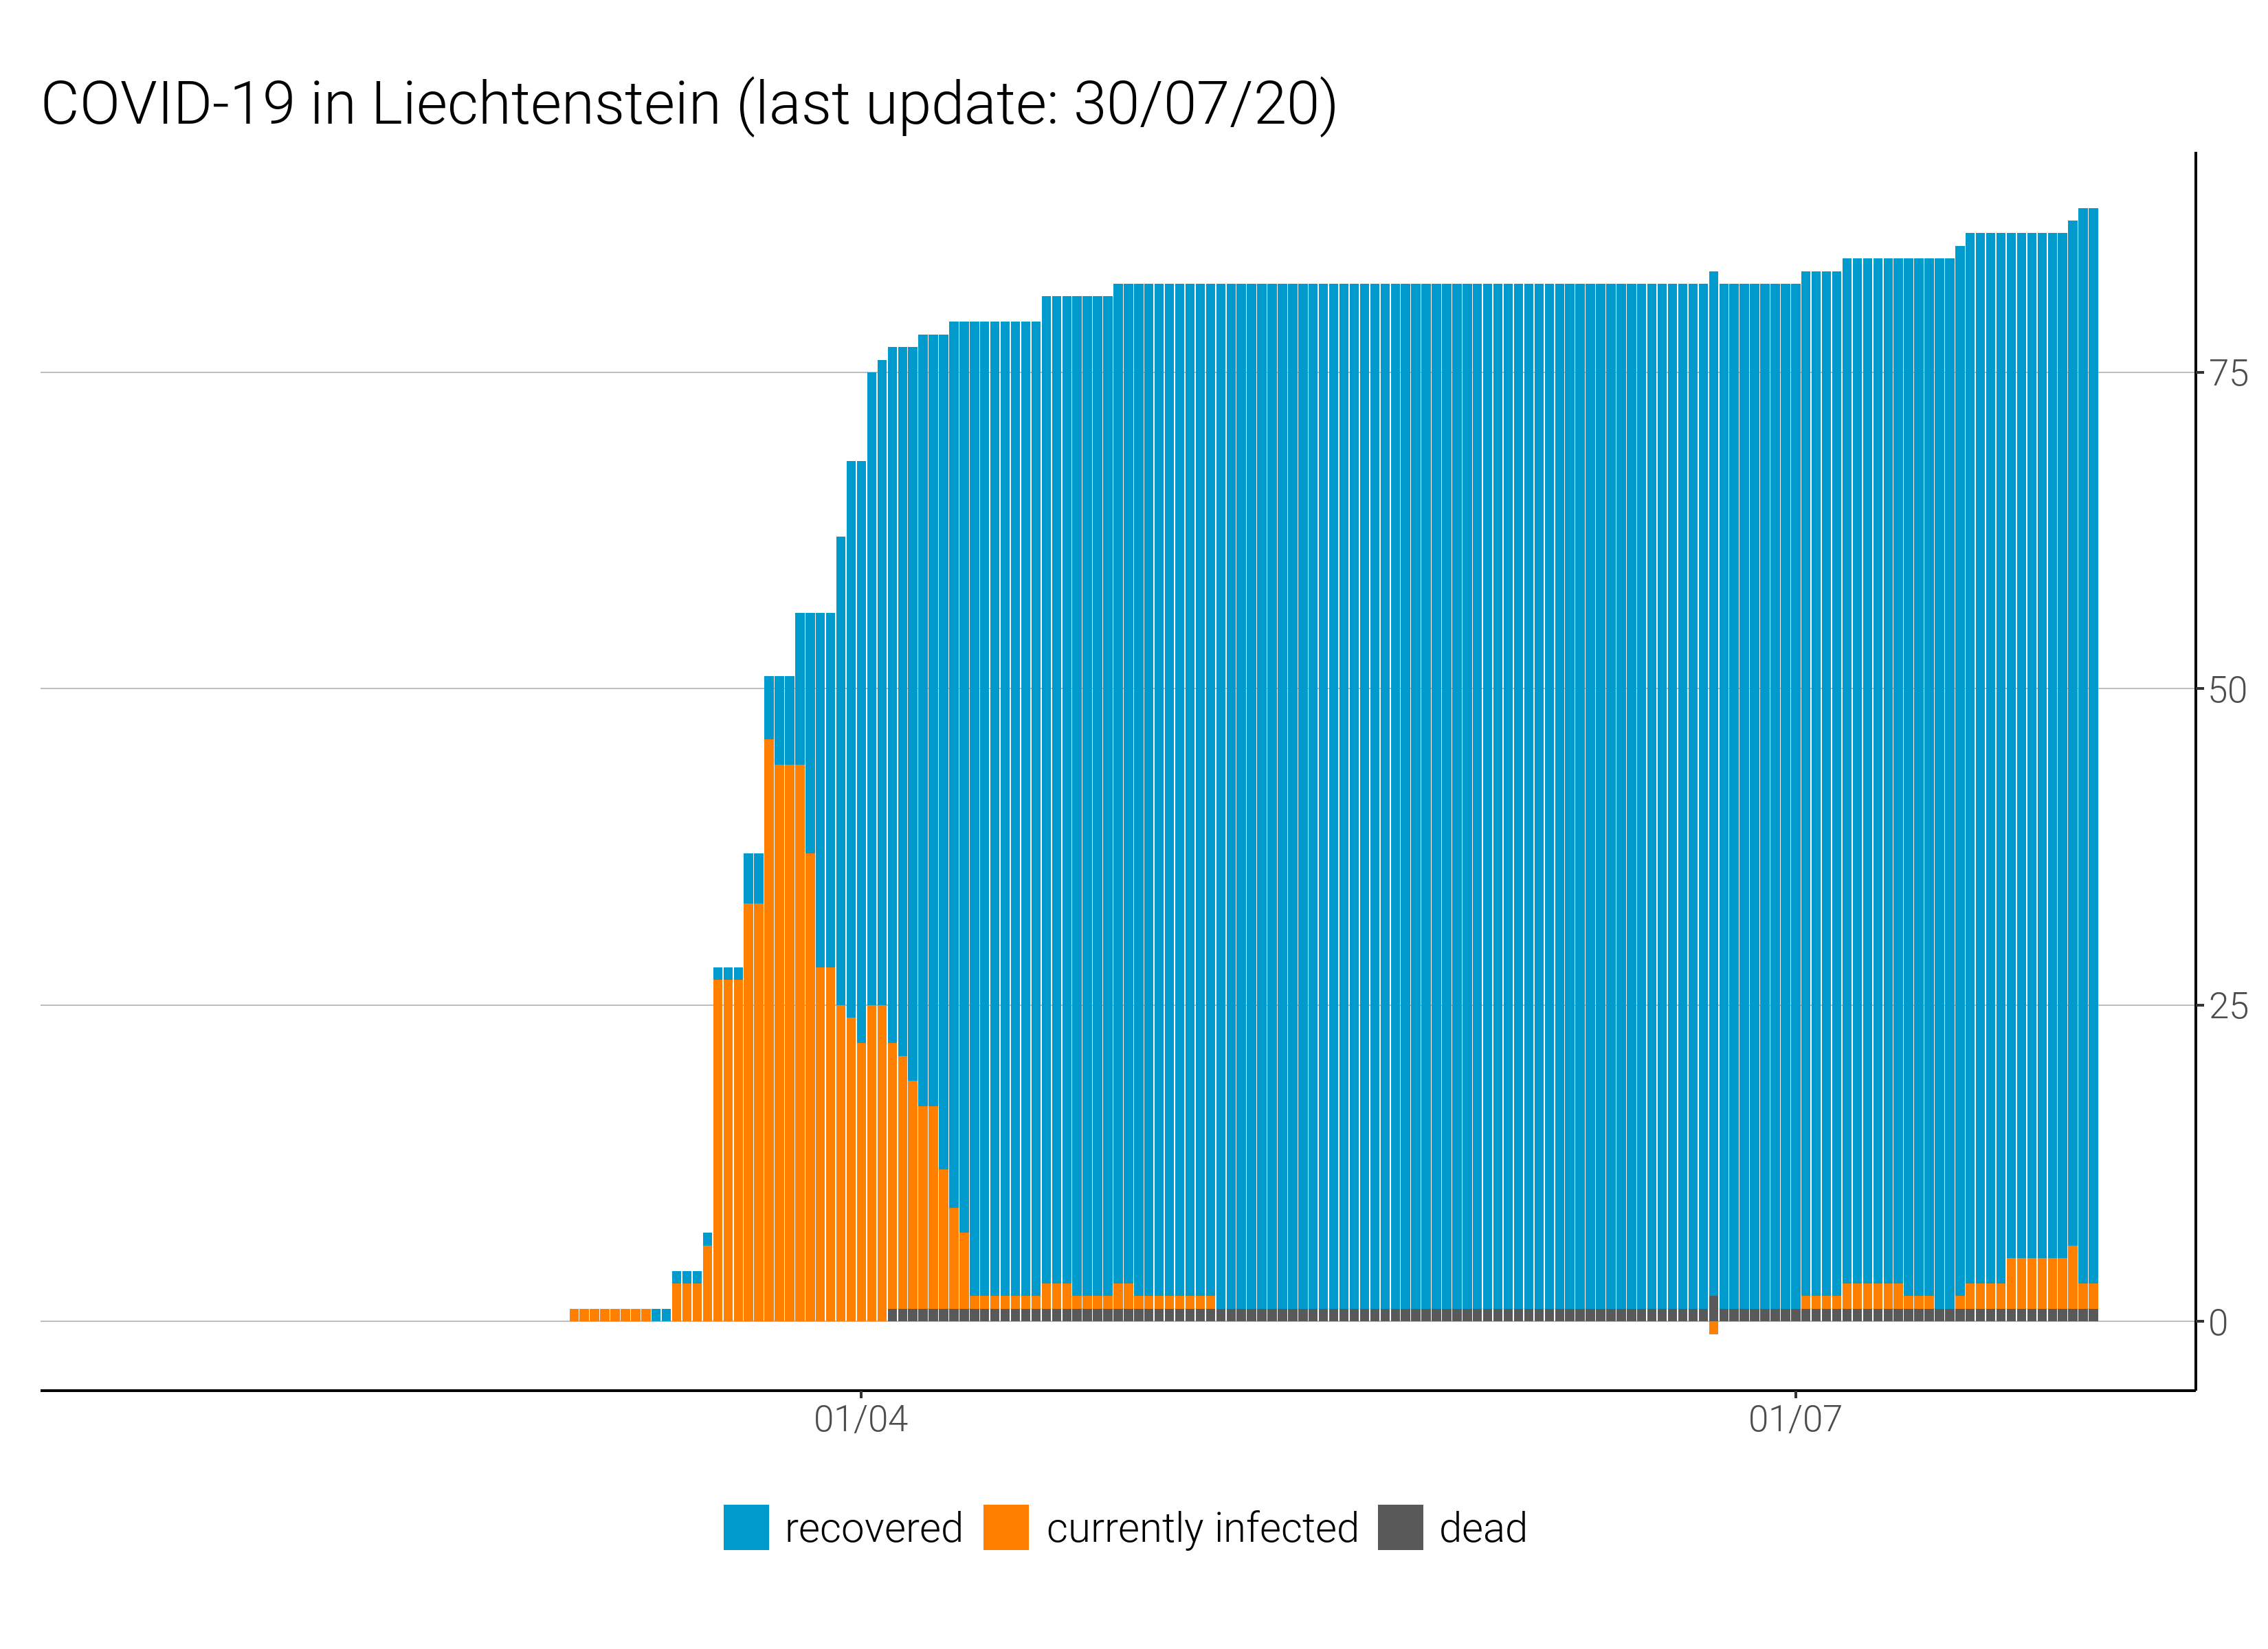 COVID-19 in Liechtenstein (last update: 30/07/20)
75
50
25
0
01/04 01/07
recovered currently infected dead